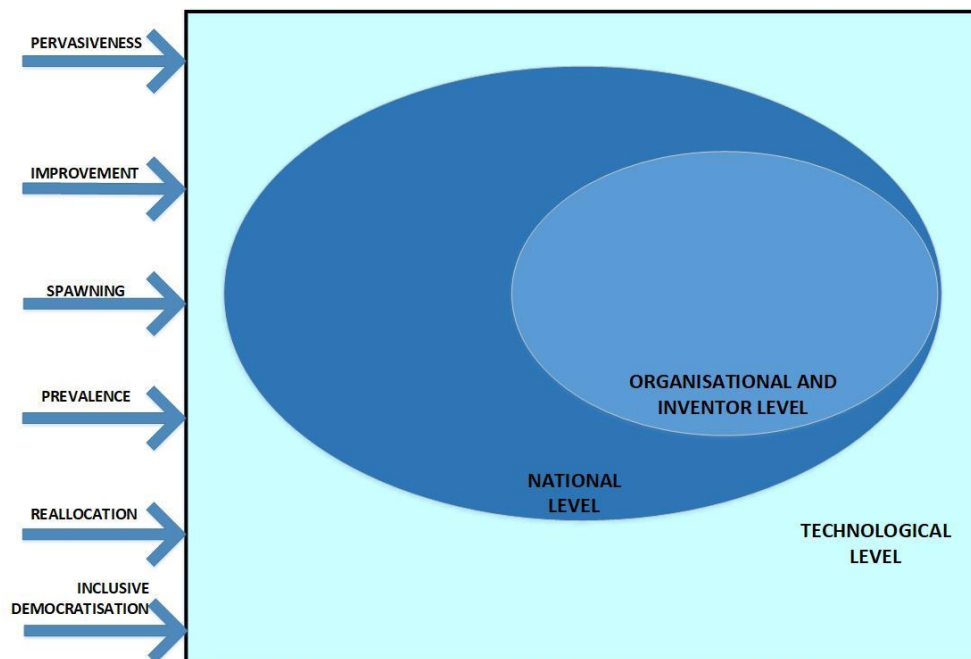 PERVASIVENESS
IMPROVEMENT
SPAWNING
PREVALENCE
REALLOCATION
INCLUSIVE
DEMOCRATISATION
ORGANISATIONAL AND
INVENTOR LEVEL
NATIONAL
LEVEL
TECHNOLOGICAL
LEVEL